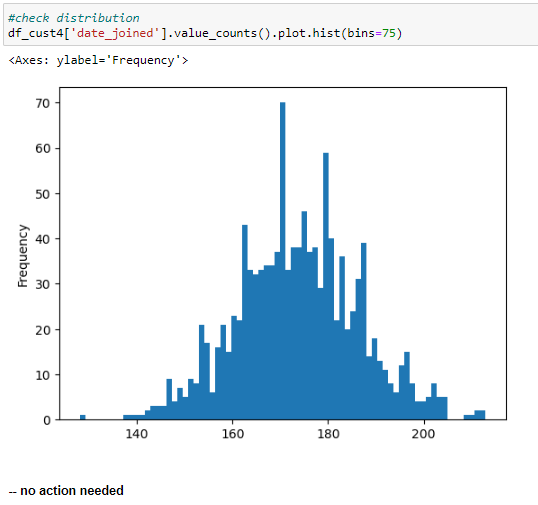 #check distribution
df_cust4['date_joined'].value_counts().plot.hist(bins=75)
<Axes: ylabel='Frequency'>
70
60
50
40
30
20
10
0
Frequency
140 160 180 200
-- no action needed